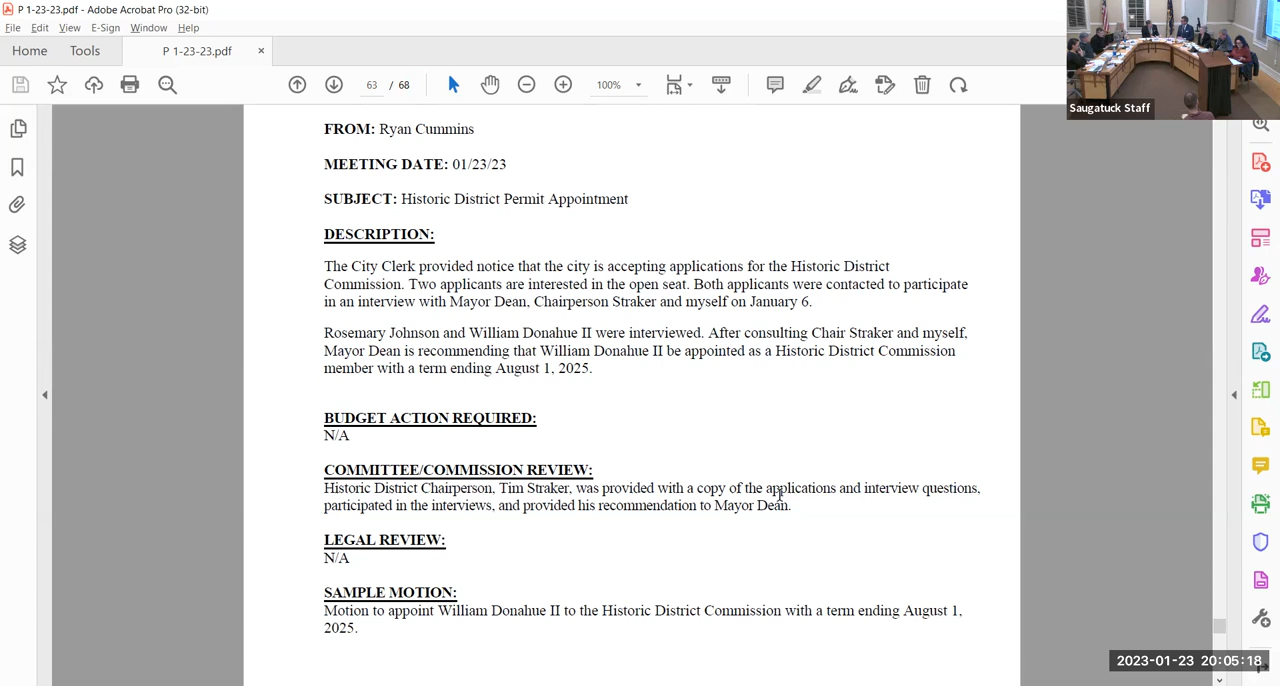 P 1-23-23.pdf - Adobe Acrobat Pro (32-bit)
File Edit View E-Sign Window Help
Home Tools P 1-23-23.pdf ×
63 / 68 100%
Saugatuck Staff
FROM: Ryan Cummins
MEETING DATE: 01/23/23
SUBJECT: Historic District Permit Appointment
DESCRIPTION:
The City Clerk provided notice that the city is accepting applications for the Historic District
Commission. Two applicants are interested in the open seat. Both applicants were contacted to participate
in an interview with Mayor Dean, Chairperson Straker and myself on January 6.
Rosemary Johnson and William Donahue II were interviewed. After consulting Chair Straker and myself,
Mayor Dean is recommending that William Donahue II be appointed as a Historic District Commission
member with a term ending August 1, 2025.
BUDGET ACTION REQUIRED:
N/A
COMMITTEE/COMMISSION REVIEW:
Historic District Chairperson, Tim Straker, was provided with a copy of the applications and interview questions,
participated in the interviews, and provided his recommendation to Mayor Dean.
LEGAL REVIEW:
N/A
SAMPLE MOTION:
Motion to appoint William Donahue II to the Historic District Commission with a term ending August 1,
2025.
2023-01-23 20:05:18